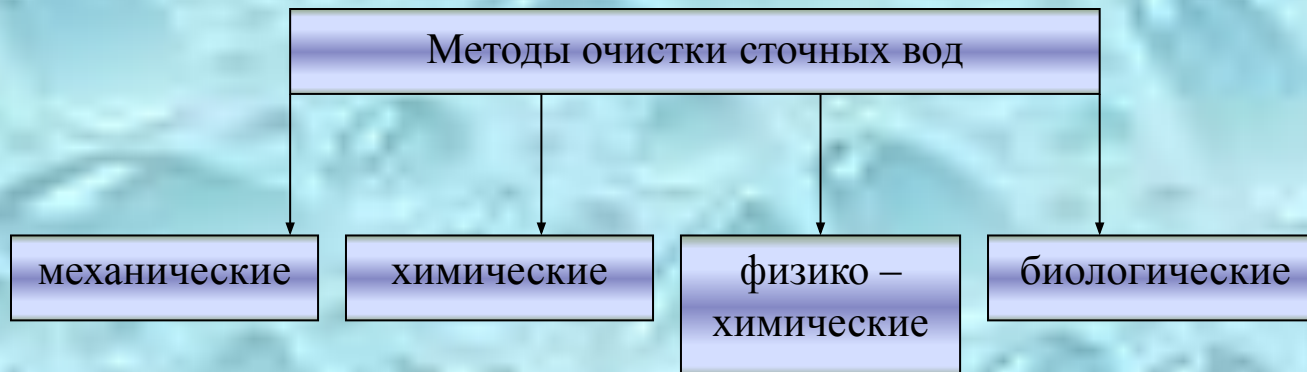 Методы очистки сточных вод
механические
химические
физико –
химические
биологические